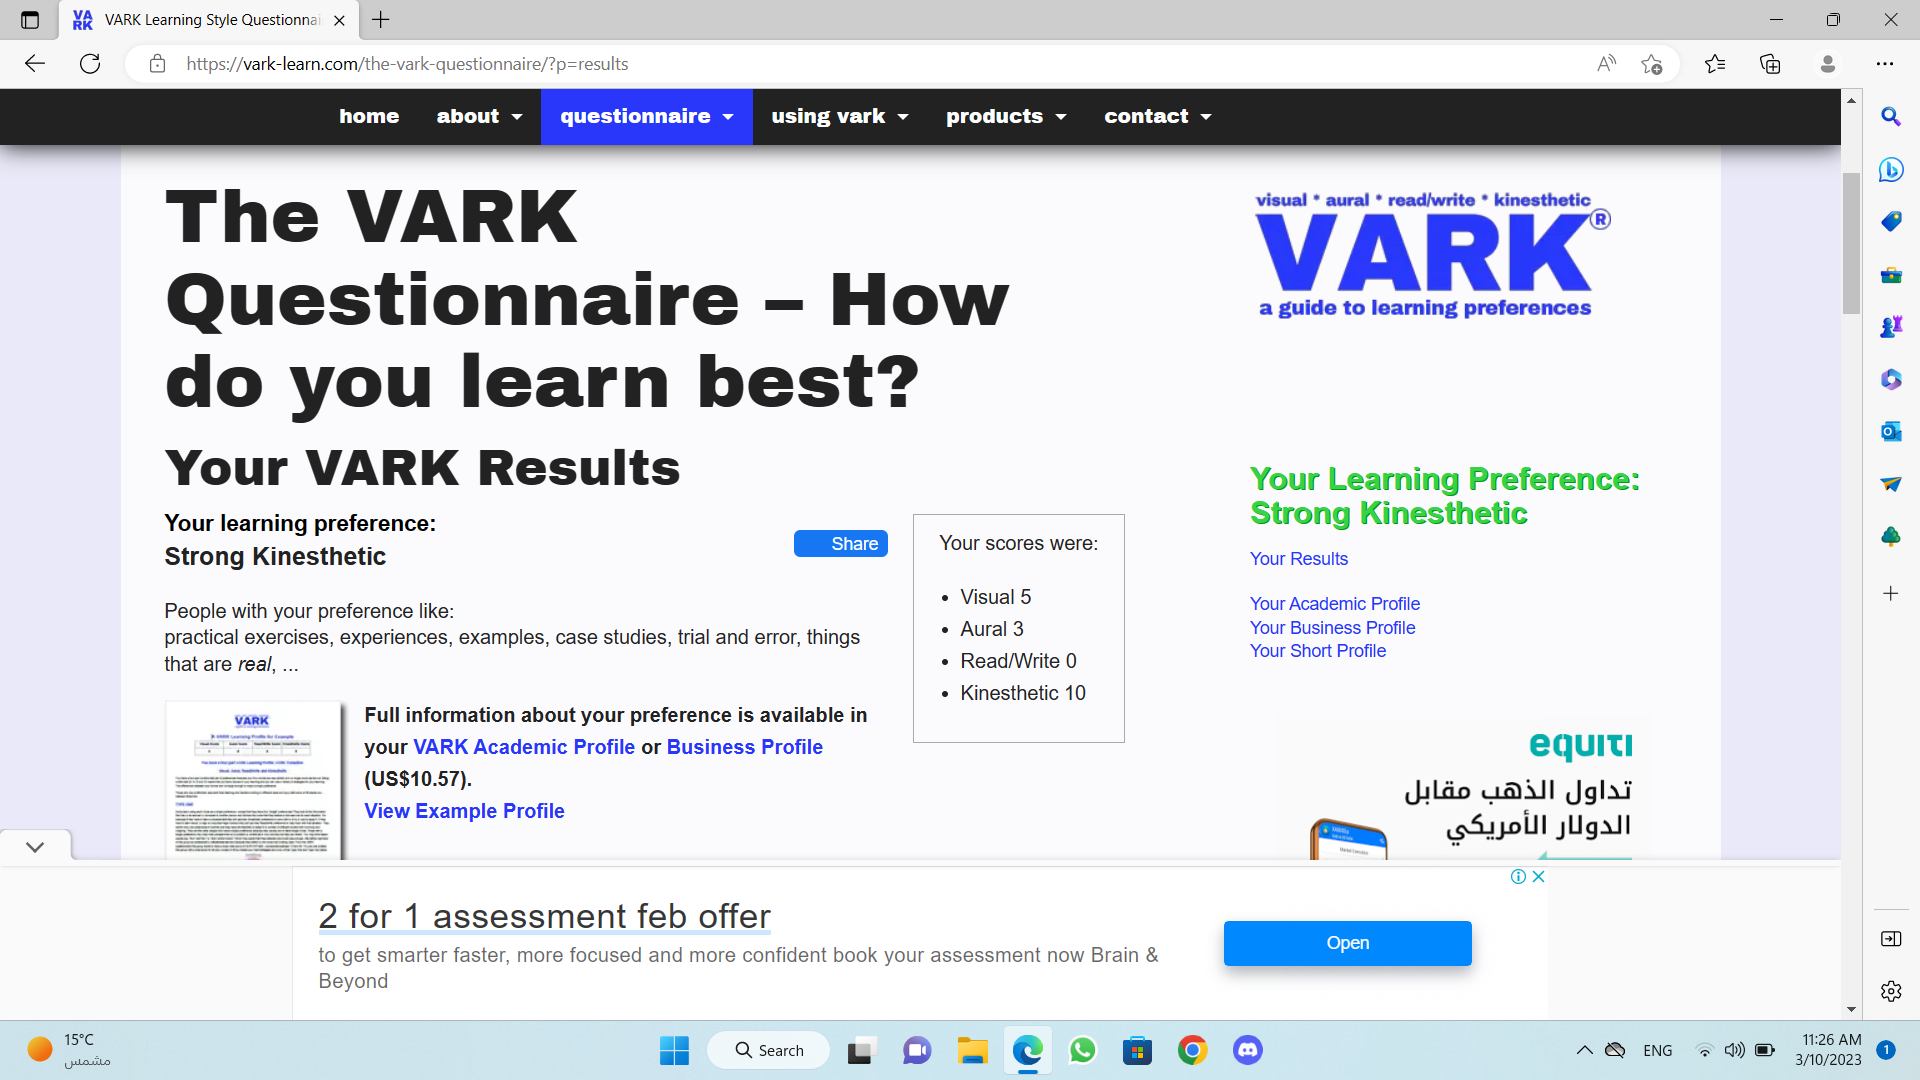 VARK Learning Style Questionnai
https://vark-learn.com/the-vark-questionnaire/?p=results
home about questionnaire using vark products contact
The VARK
Questionnaire – How
do you learn best?
visual * aural * read/write * kinesthetic
VARK®
a guide to learning preferences
Your VARK Results
Your learning preference:
Strong Kinesthetic
Share
People with your preference like:
practical exercises, experiences, examples, case studies, trial and error, things
that are real, ...
Your scores were:
• Visual 5
• Aural 3
• Read/Write 0
• Kinesthetic 10
VARK
Full information about your preference is available in
your VARK Academic Profile or Business Profile
(US$10.57).
View Example Profile
Your Learning Preference:
Strong Kinesthetic
Your Results
Your Academic Profile
Your Business Profile
Your Short Profile
equiti
تداول الذهب مقابل
الدولار الأمريكي
2 for 1 assessment feb offer
to get smarter faster, more focused and more confident book your assessment now Brain &
Beyond
Open
15°C
مشمس
Search
ENG
11:26 AM
3/10/2023
1